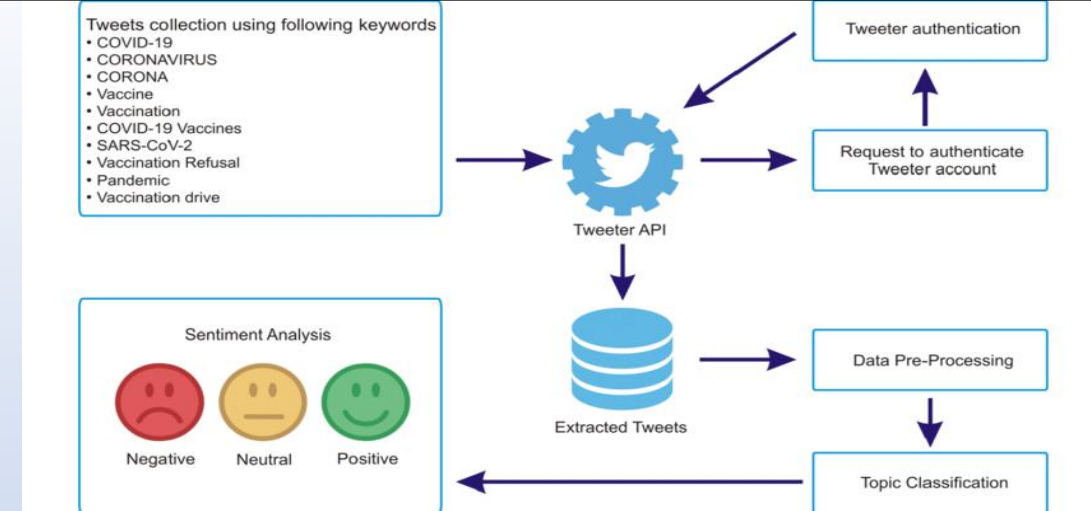 Tweets collection using following keywords
• COVID-19
• CORONAVIRUS
• CORONA
• Vaccine
• Vaccination
• COVID-19 Vaccines
• SARS-CoV-2
• Vaccination Refusal
• Pandemic
• Vaccination drive
Tweeter API
Tweeter authentication
Request to authenticate
Tweeter account
Extracted Tweets
Data Pre-Processing
Topic Classification
Sentiment Analysis
Negative
Neutral
Positive